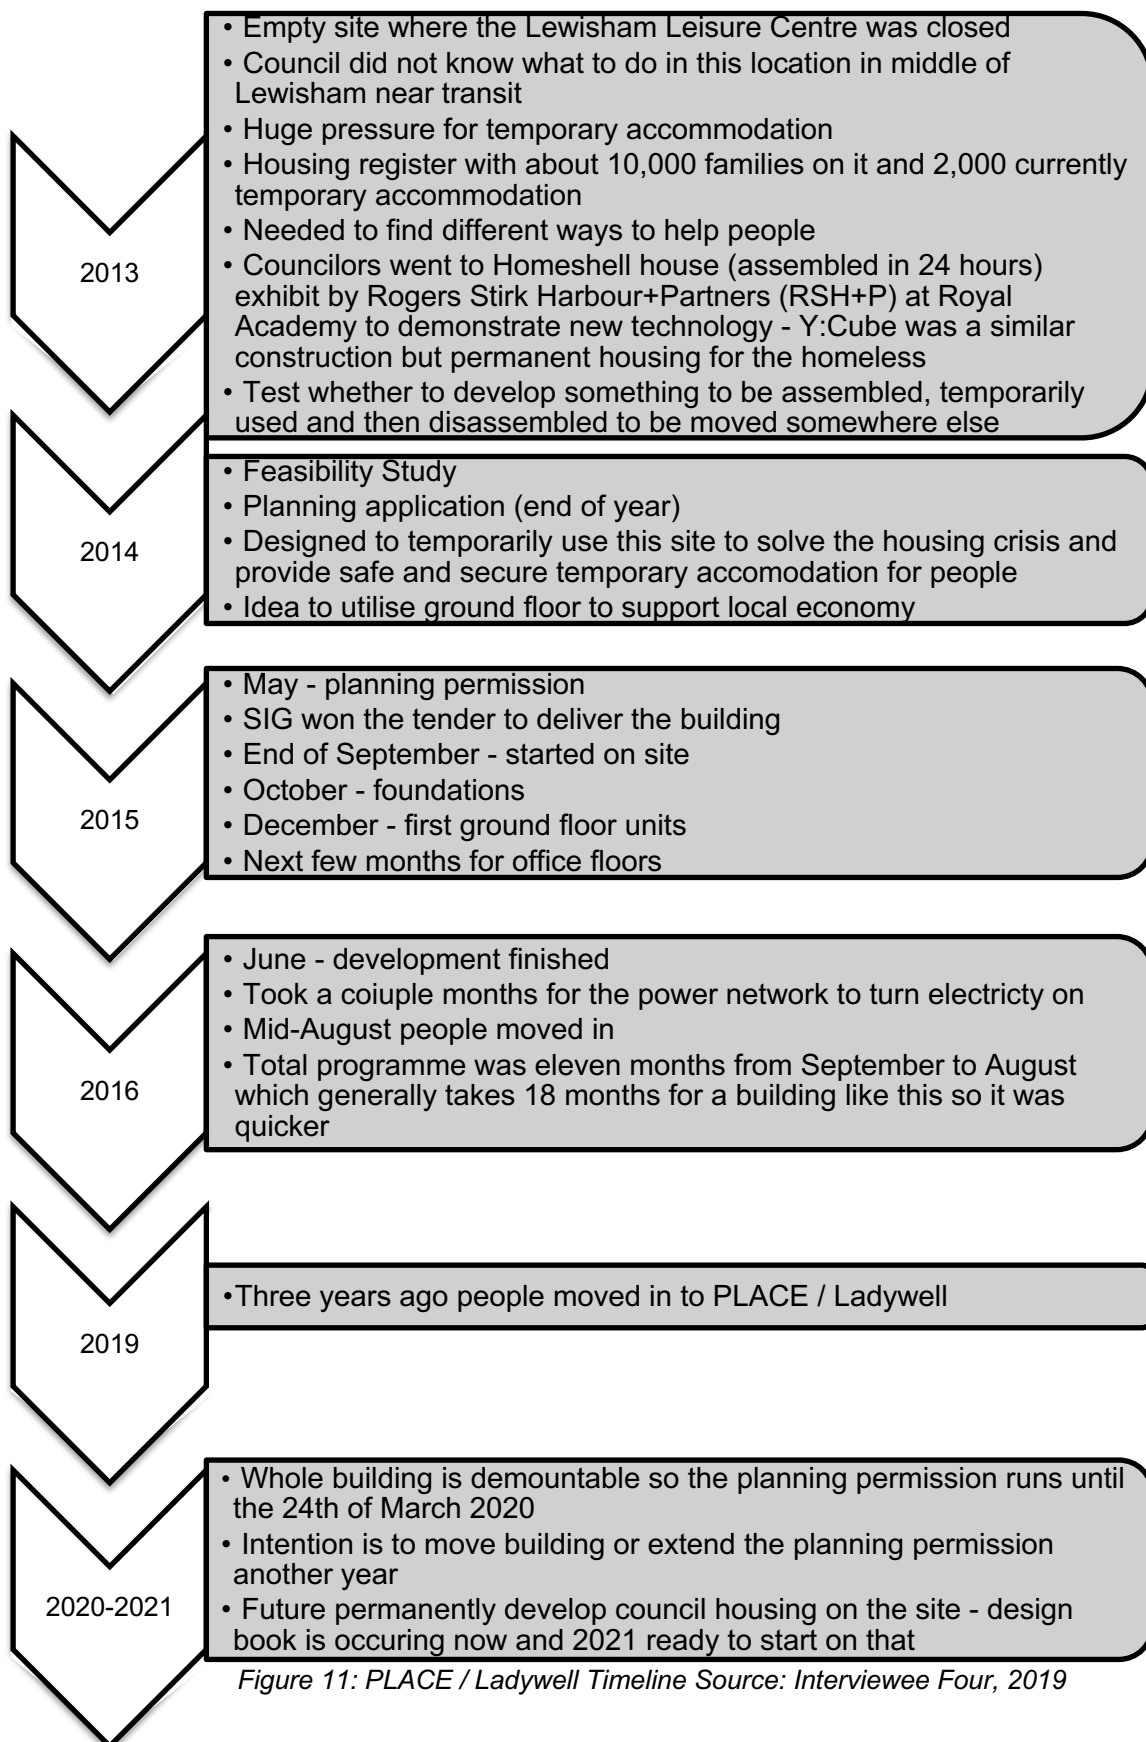 • Empty site where the Lewisham Leisure Centre was closed
• Council did not know what to do in this location in middle of
Lewisham near transit
• Huge pressure for temporary accommodation
• Housing register with about 10,000 families on it and 2,000 currently
temporary accommodation
• Needed to find different ways to help people
2013
• Councilors went to Homeshell house (assembled in 24 hours)
exhibit by Rogers Stirk Harbour+Partners (RSH+P) at Royal
Academy to demonstrate new technology - Y:Cube was a similar
construction but permanent housing for the homeless
• Test whether to develop something to be assembled, temporarily
used and then disassembled to be moved somewhere else
• Feasibility Study
• Planning application (end of year)
2014
• Designed to temporarily use this site to solve the housing crisis and
provide safe and secure temporary accomodation for people
• Idea to utilise ground floor to support local economy
• May - planning permission
• SIG won the tender to deliver the building
• End of September - started on site
• October - foundations
2015
• December - first ground floor units
• Next few months for office floors
• June - development finished
• Took a coiuple months for the power network to turn electricty on
• Mid-August people moved in
2016
• Total programme was eleven months from September to August
which generally takes 18 months for a building like this so it was
quicker
2019
•Three years ago people moved in to PLACE / Ladywell
• Whole building is demountable so the planning permission runs until
the 24th of March 2020
• Intention is to move building or extend the planning permission
another year
2020-2021
• Future permanently develop council housing on the site - design
book is occuring now and 2021 ready to start on that
Figure 11: PLACE / Ladywell Timeline Source: Interviewee Four, 2019